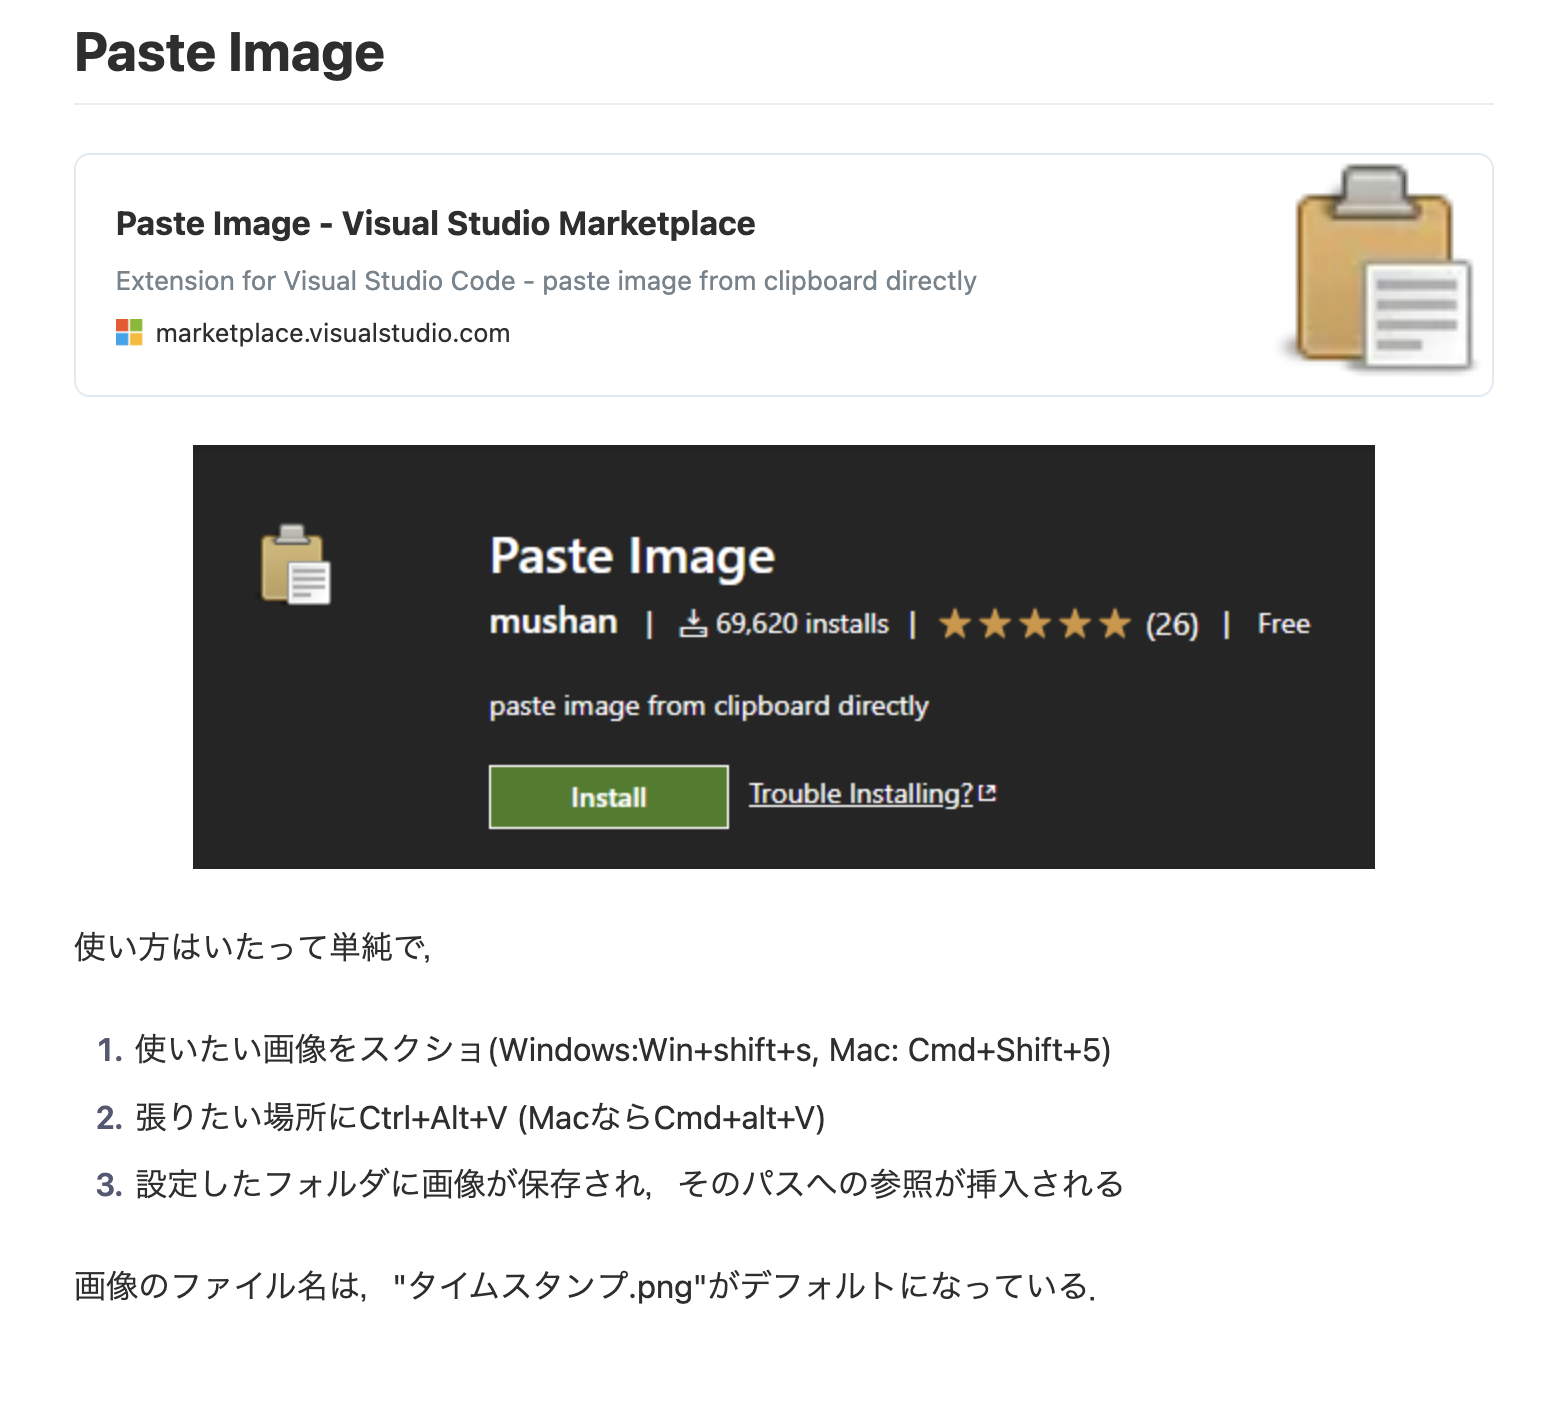 Paste Image
Paste Image - Visual Studio Marketplace
Extension for Visual Studio Code - paste image from clipboard directly
marketplace.visualstudio.com
Paste Image
mushan | 69,620 installs | ★★★★★ (26) | Free
paste image from clipboard directly
Install Trouble Installing?
使い方はいたって単純で,
1. 使いたい画像をスクショ(Windows:Win+shift+s, Mac: Cmd+Shift+5)
2. 張りたい場所にCtrl+Alt+V (MacならCmd+alt+V)
3. 設定したフォルダに画像が保存され，そのパスへの参照が挿入される
画像のファイル名は，"タイムスタンプ.png"がデフォルトになっている．